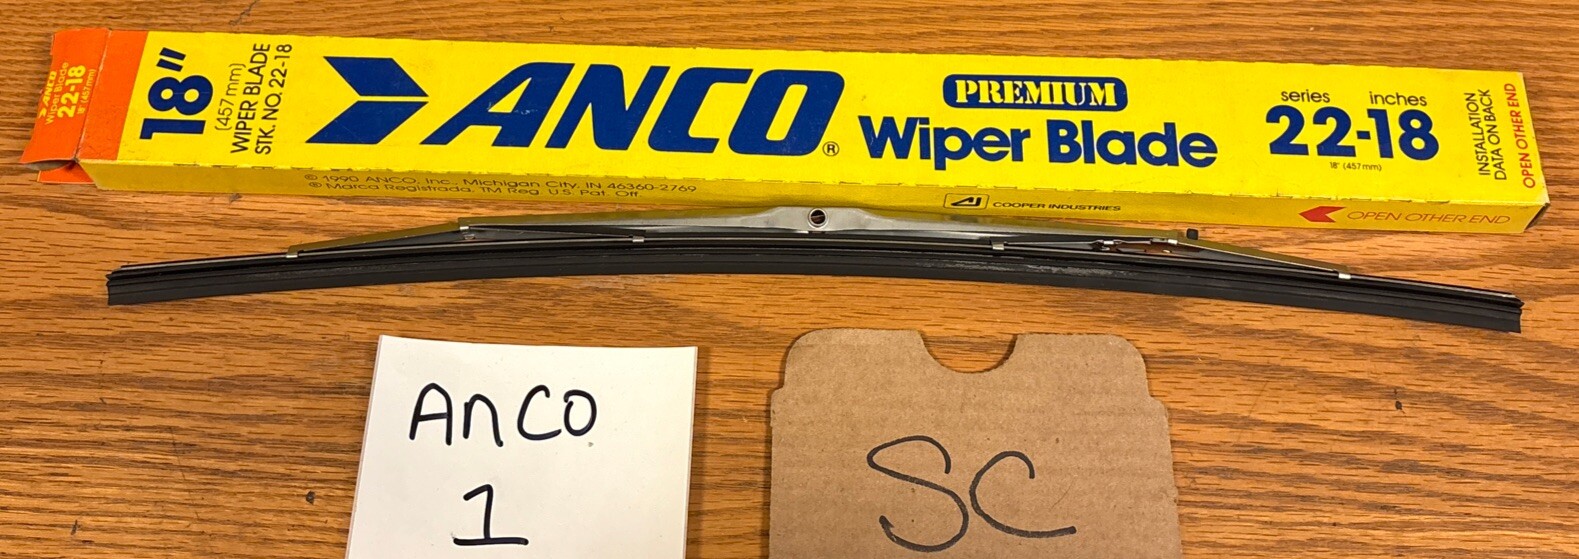 ANCO
Wiper Blade
22-18
18" (457mm)
18"
(457mm)
WIPER BLADE
STK. NO. 22-18
ANCO®
PREMIUM
Wiper Blade
series inches
22-18
18" (457mm)
INSTALLATION
DATA ON BACK
OPEN OTHER END
© 1990 ANCO, Inc. Michigan City, IN 46360-2769
® Marca Registrada, TM Reg. U.S. Pat. Off.
COOPER INDUSTRIES
OPEN OTHER END
ANCO
1
SC